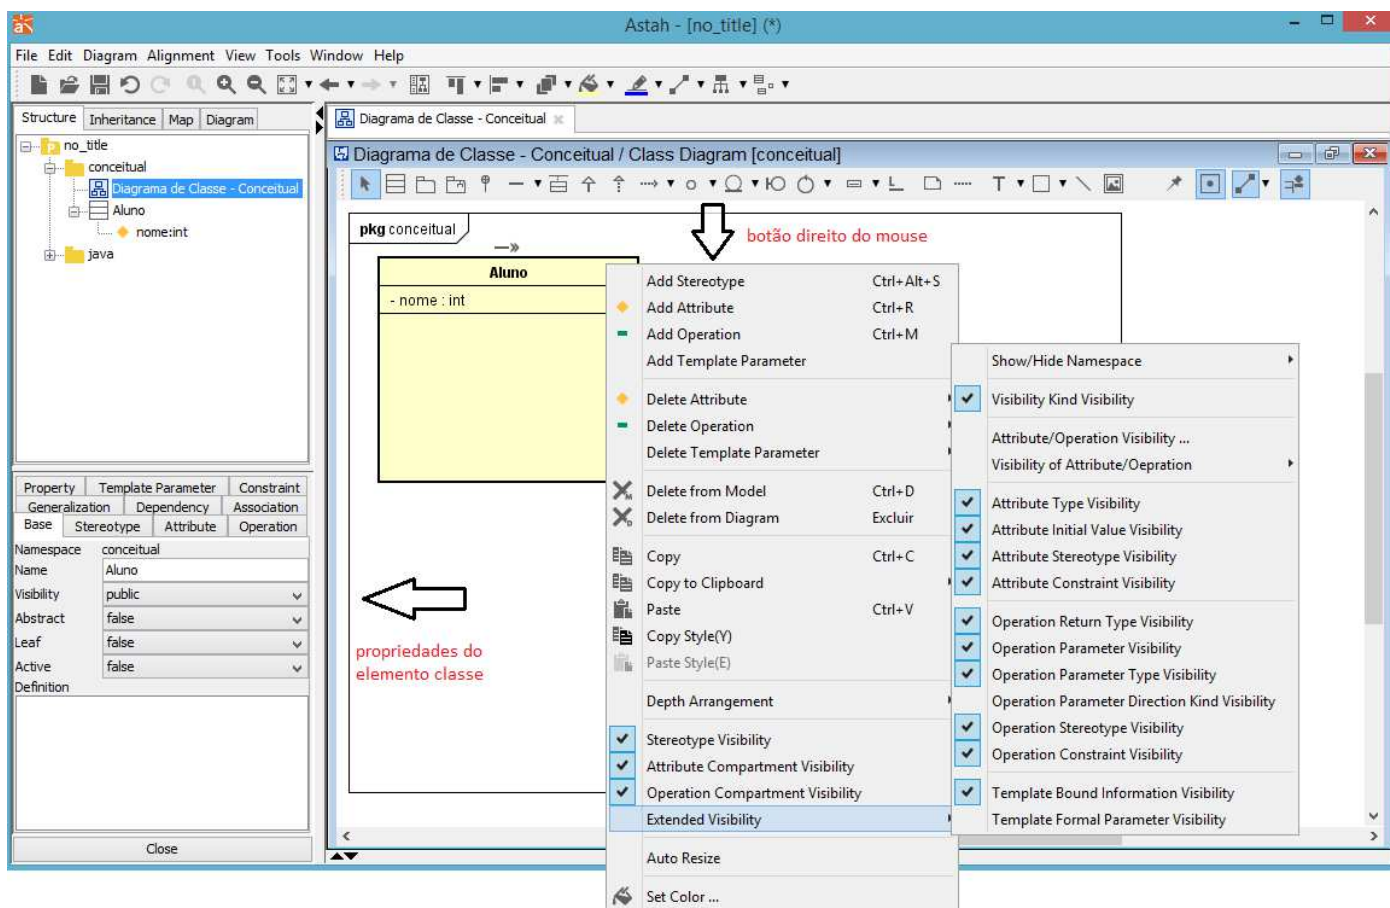 Astah - [no_title] (*)
File Edit Diagram Alignment View Tools Window Help
Structure Inheritance Map Diagram
no_title
conceitual
Diagrama de Classe - Conceitual
Aluno
nome:int
java
Property Template Parameter Constraint
Generalization Dependency Association
Base Stereotype Attribute Operation
Namespace conceitual
Name Aluno
Visibility public
Abstract false
Leaf false
Active false
Definition
Close
Diagrama de Classe - Conceitual
Diagrama de Classe - Conceitual / Class Diagram [conceitual]
T
pkg conceitual
botão direito do mouse
Aluno
- nome : int
propriedades do
elemento classe
Add Stereotype Ctrl+Alt+S
Add Attribute Ctrl+R
Add Operation Ctrl+M
Add Template Parameter
Delete Attribute
Delete Operation
Delete Template Parameter
Delete from Model Ctrl+D
Delete from Diagram Excluir
Copy Ctrl+C
Copy to Clipboard
Paste Ctrl+V
Copy Style(Y)
Paste Style(E)
Depth Arrangement
Stereotype Visibility
Attribute Compartment Visibility
Operation Compartment Visibility
Extended Visibility
Auto Resize
Set Color ...
Show/Hide Namespace
Visibility Kind Visibility
Attribute/Operation Visibility ...
Visibility of Attribute/Oepration
Attribute Type Visibility
Attribute Initial Value Visibility
Attribute Stereotype Visibility
Attribute Constraint Visibility
Operation Return Type Visibility
Operation Parameter Visibility
Operation Parameter Type Visibility
Operation Parameter Direction Kind Visibility
Operation Stereotype Visibility
Operation Constraint Visibility
Template Bound Information Visibility
Template Formal Parameter Visibility